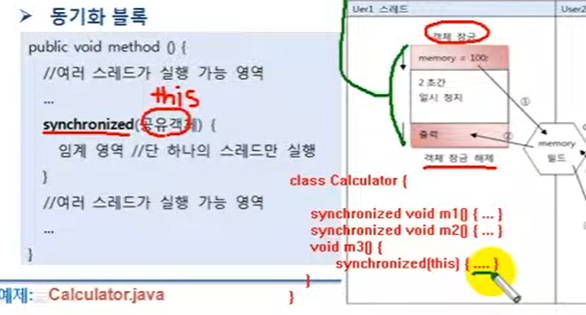 동기화 블록
public void method () {
//여러 스레드가 실행 가능 영역
...
this
synchronized(공유객체) {
임계 영역 //단 하나의 스레드만 실행
}
//여러 스레드가 실행 가능 영역
...
}
예제: Calculator.java
class Calculator {
synchronized void m1() { ... }
synchronized void m2() { ... }
void m3() {
synchronized(this) { .... }
}
}
Uer1 스레드
User2
객체 잠금
memory = 100;
2 초간
일시 정지
출력
객체 잠금 해제
①
②
memory
필드